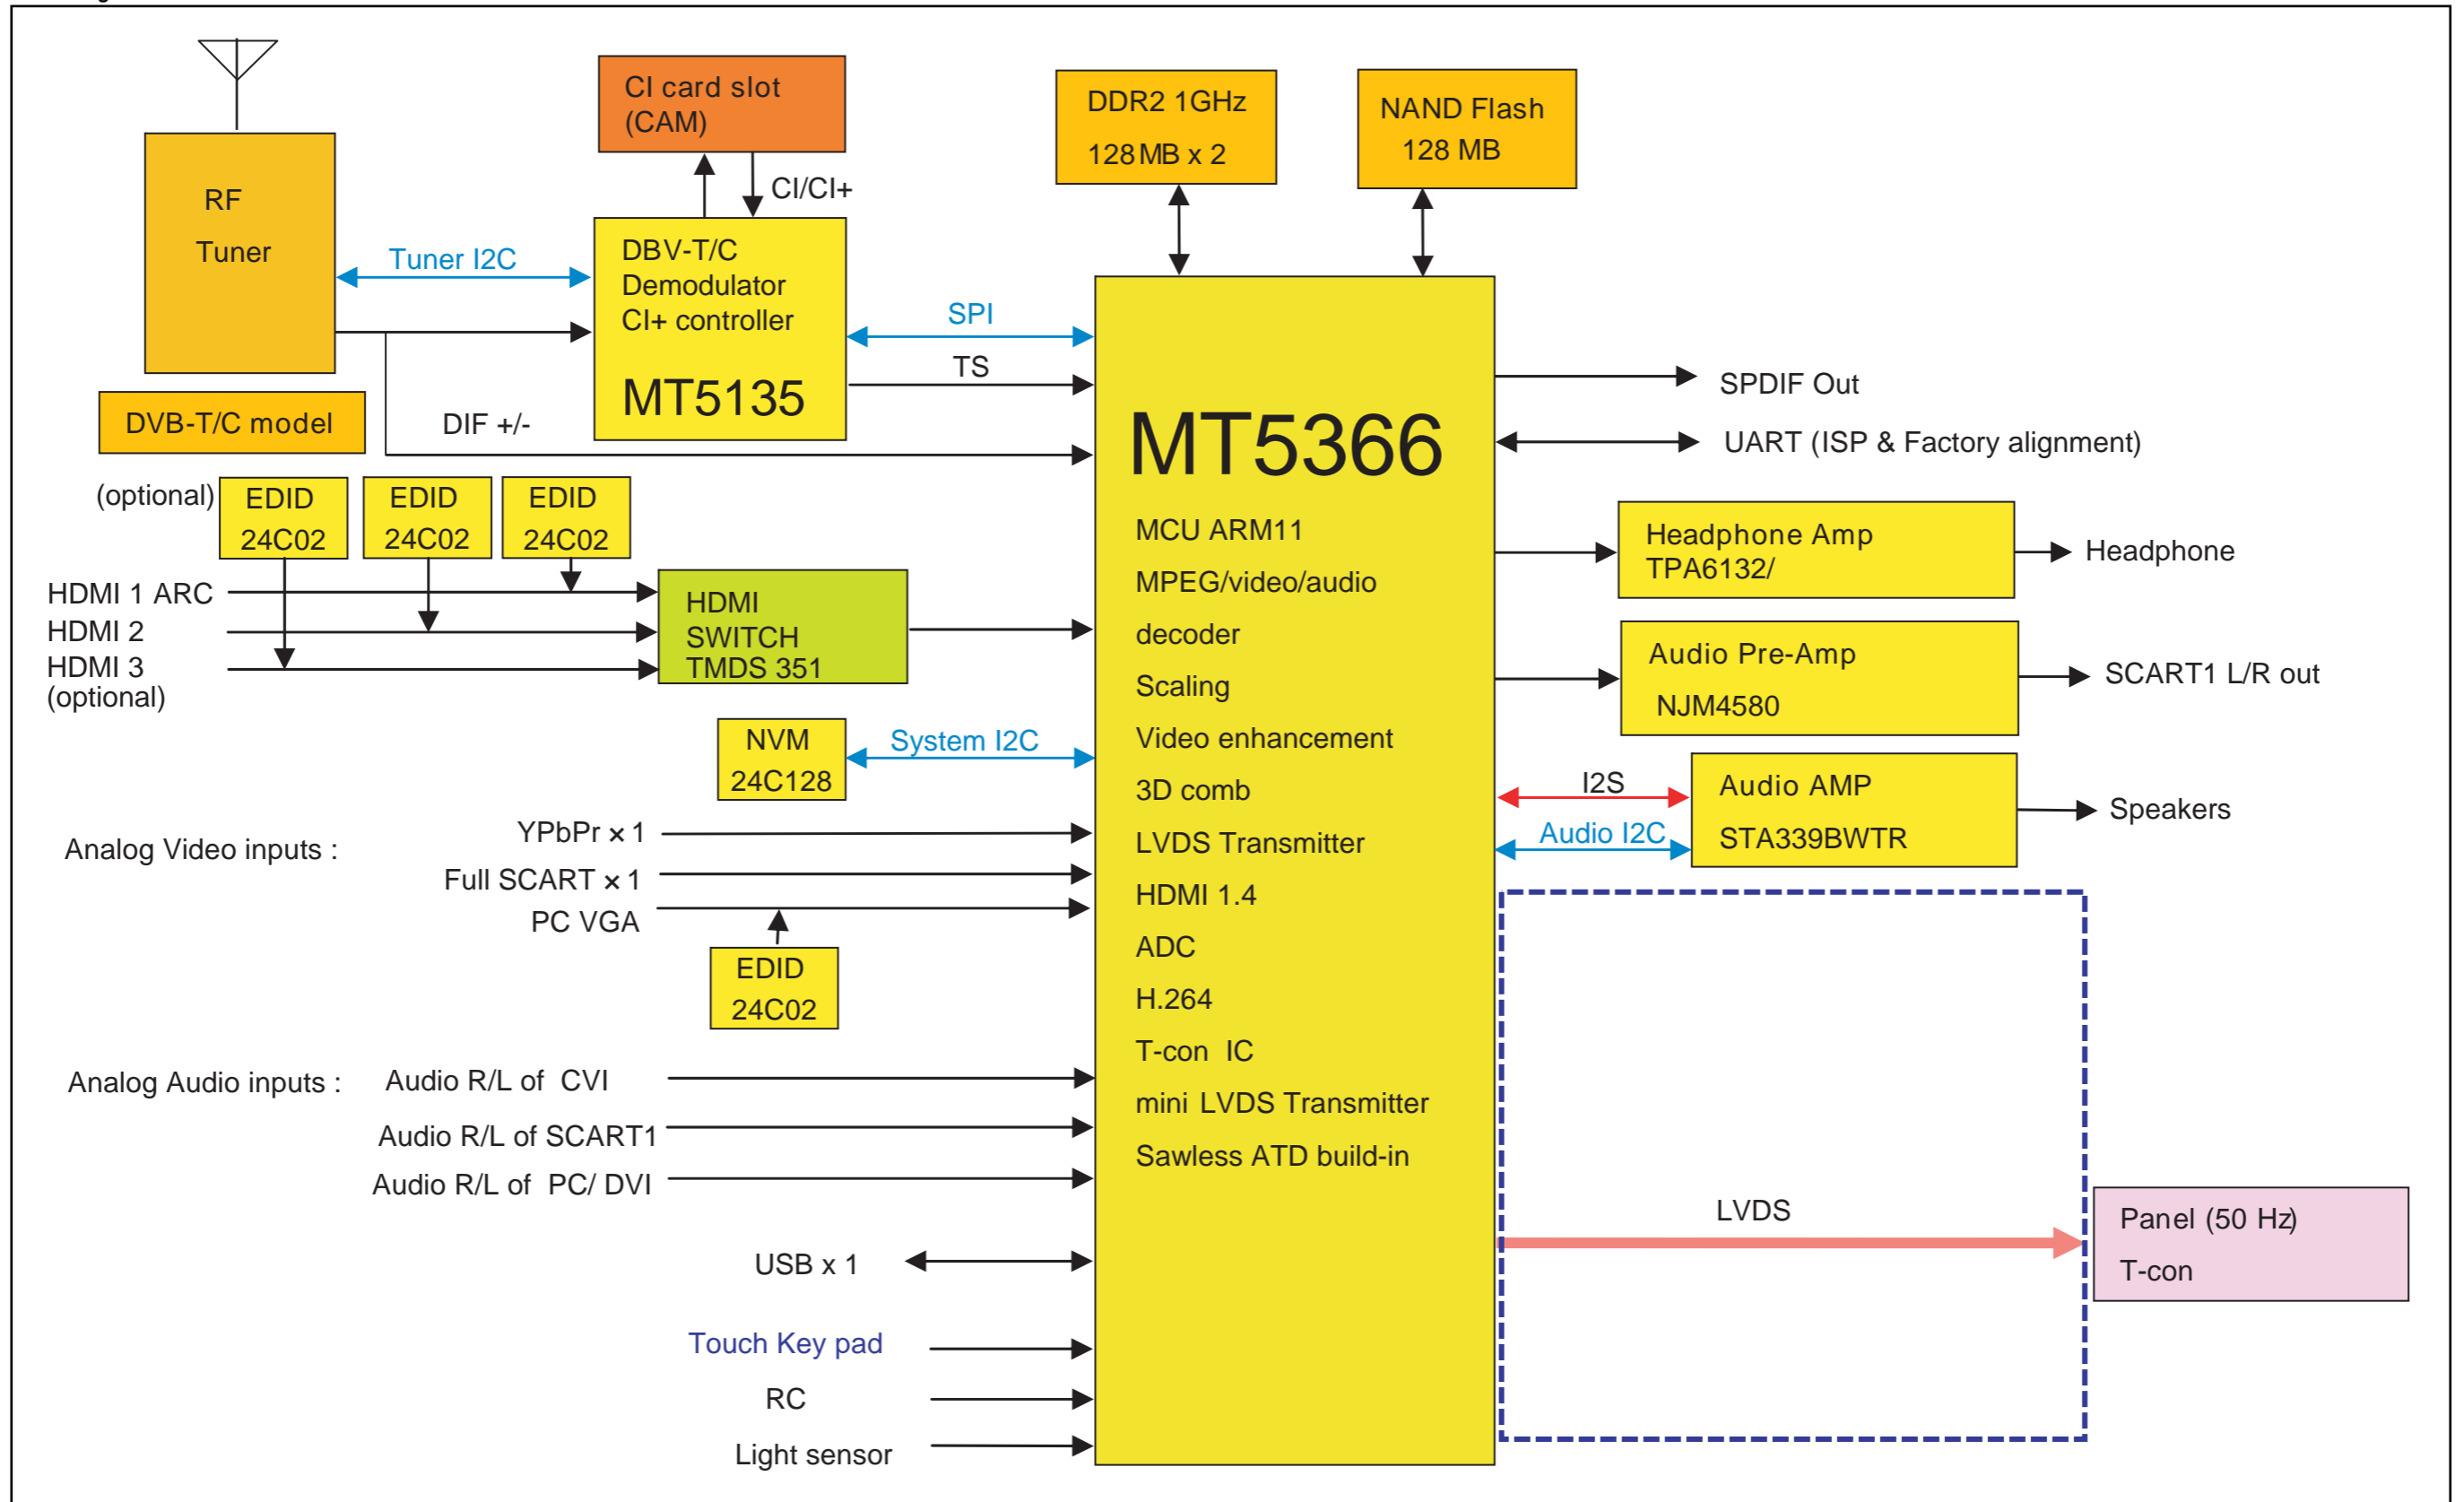 CI card slot
(CAM)
DDR2 1GHz
128MB x 2
NAND Flash
128 MB
RF
Tuner
CI/CI+
Tuner I2C
DBV-T/C
Demodulator
CI+ controller
MT5135
SPI
TS
DVB-T/C model
DIF +/-
MT5366
MCU ARM11
MPEG/video/audio
decoder
Scaling
Video enhancement
3D comb
LVDS Transmitter
HDMI 1.4
ADC
H.264
T-con IC
mini LVDS Transmitter
Sawless ATD build-in
SPDIF Out
UART (ISP & Factory alignment)
(optional)
EDID
24C02
EDID
24C02
EDID
24C02
HDMI 1 ARC
HDMI 2
HDMI 3
(optional)
HDMI
SWITCH
TMDS 351
Headphone Amp
TPA6132/
Headphone
Audio Pre-Amp
NJM4580
SCART1 L/R out
NVM
24C128
System I2C
I2S
Audio I2C
Audio AMP
STA339BWTR
Speakers
Analog Video inputs :
YPbPr × 1
Full SCART × 1
PC VGA
EDID
24C02
Analog Audio inputs :
Audio R/L of CVI
Audio R/L of SCART1
Audio R/L of PC/ DVI
LVDS
Panel (50 Hz)
T-con
USB x 1
Touch Key pad
RC
Light sensor